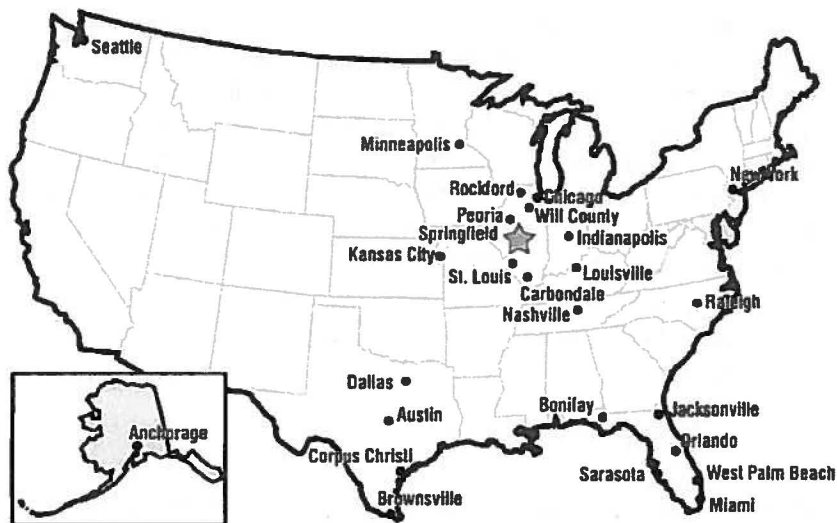 Seattle
Minneapolis
New York
Rockford
Chicago
Peoria
Will County
Springfield
Indianapolis
Kansas City
St. Louis
Louisville
Carbondale
Nashville
Raleigh
Dallas
Austin
Bonifay
Jacksonville
Anchorage
Orlando
Corpus Christi
Sarasota
West Palm Beach
Brownsville
Miami